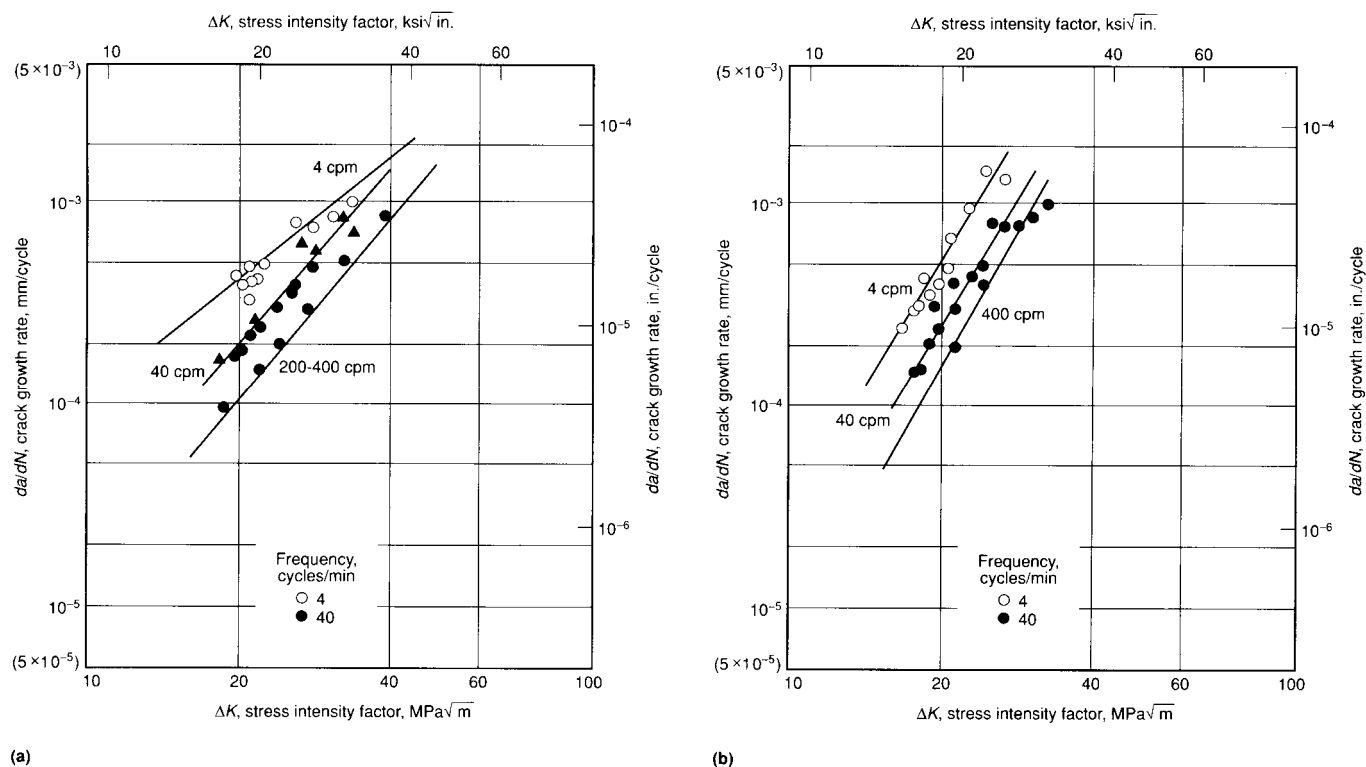 ΔK, stress intensity factor, ksi√in.
10 20 40 60
(5 × 10⁻³)
10⁻³
10⁻⁴
10⁻⁵
(5 × 10⁻⁵)
da/dN, crack growth rate, mm/cycle
4 cpm
40 cpm
200-400 cpm
Frequency,
cycles/min
4
40
10⁻⁴
10⁻⁵
10⁻⁶
da/dN, crack growth rate, in./cycle
10 20 40 60 100
ΔK, stress intensity factor, MPa√m
(a)
ΔK, stress intensity factor, ksi√in.
10 20 40 60
(5 × 10⁻³)
10⁻³
10⁻⁴
10⁻⁵
(5 × 10⁻⁵)
da/dN, crack growth rate, mm/cycle
4 cpm
400 cpm
40 cpm
Frequency,
cycles/min
4
40
10⁻⁴
10⁻⁵
10⁻⁶
da/dN, crack growth rate, in./cycle
10 20 40 60 100
ΔK, stress intensity factor, MPa√m
(b)